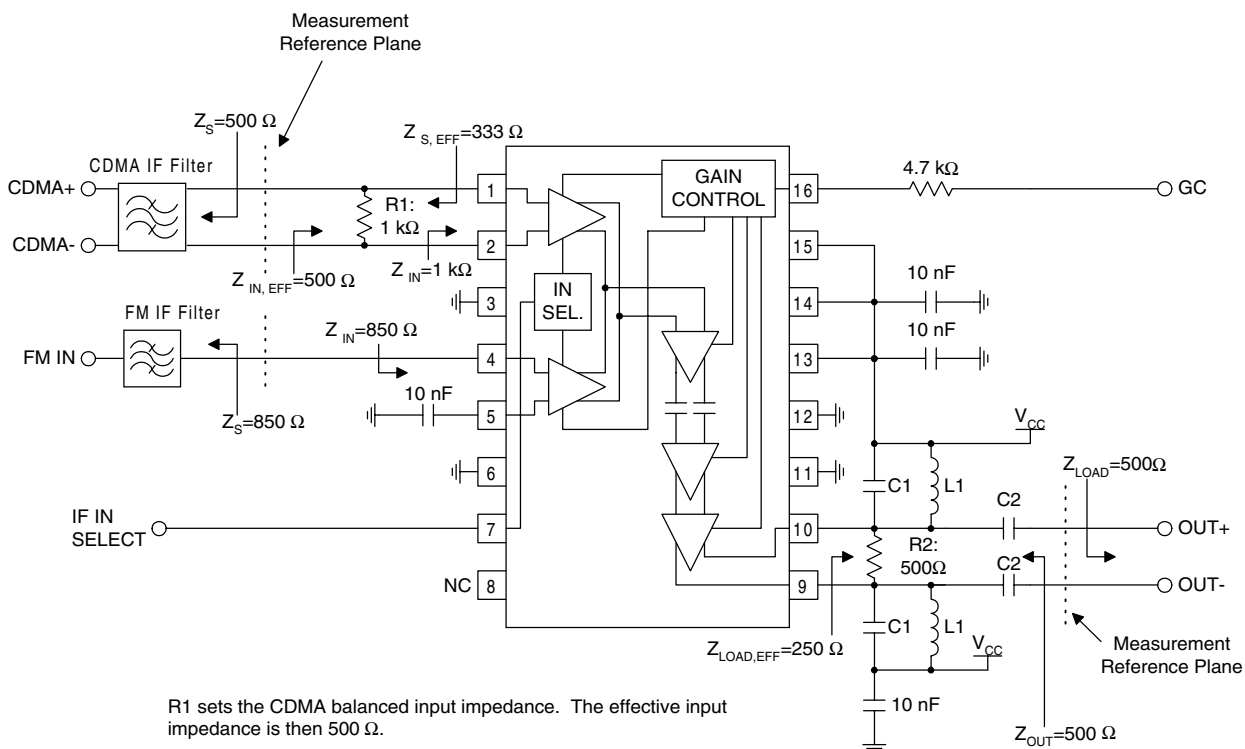 Measurement
Reference Plane
Z_S=500 Ω
Z_S, EFF=333 Ω
CDMA IF Filter
CDMA+
CDMA-
R1:
1 kΩ
Z_IN, EFF=500 Ω
Z_IN=1 kΩ
1
2
3
4
5
6
7
8
GAIN
CONTROL
IN
SEL.
16
15
14
13
12
11
10
9
4.7 kΩ
GC
10 nF
10 nF
FM IF Filter
FM IN
Z_IN=850 Ω
10 nF
Z_S=850 Ω
IF IN
SELECT
NC
V_CC
C1
L1
C2
Z_LOAD=500Ω
OUT+
R2:
500Ω
C2
OUT-
C1
L1
Z_LOAD,EFF=250 Ω
V_CC
Measurement
Reference Plane
10 nF
Z_OUT=500 Ω
R1 sets the CDMA balanced input impedance. The effective input
impedance is then 500 Ω.